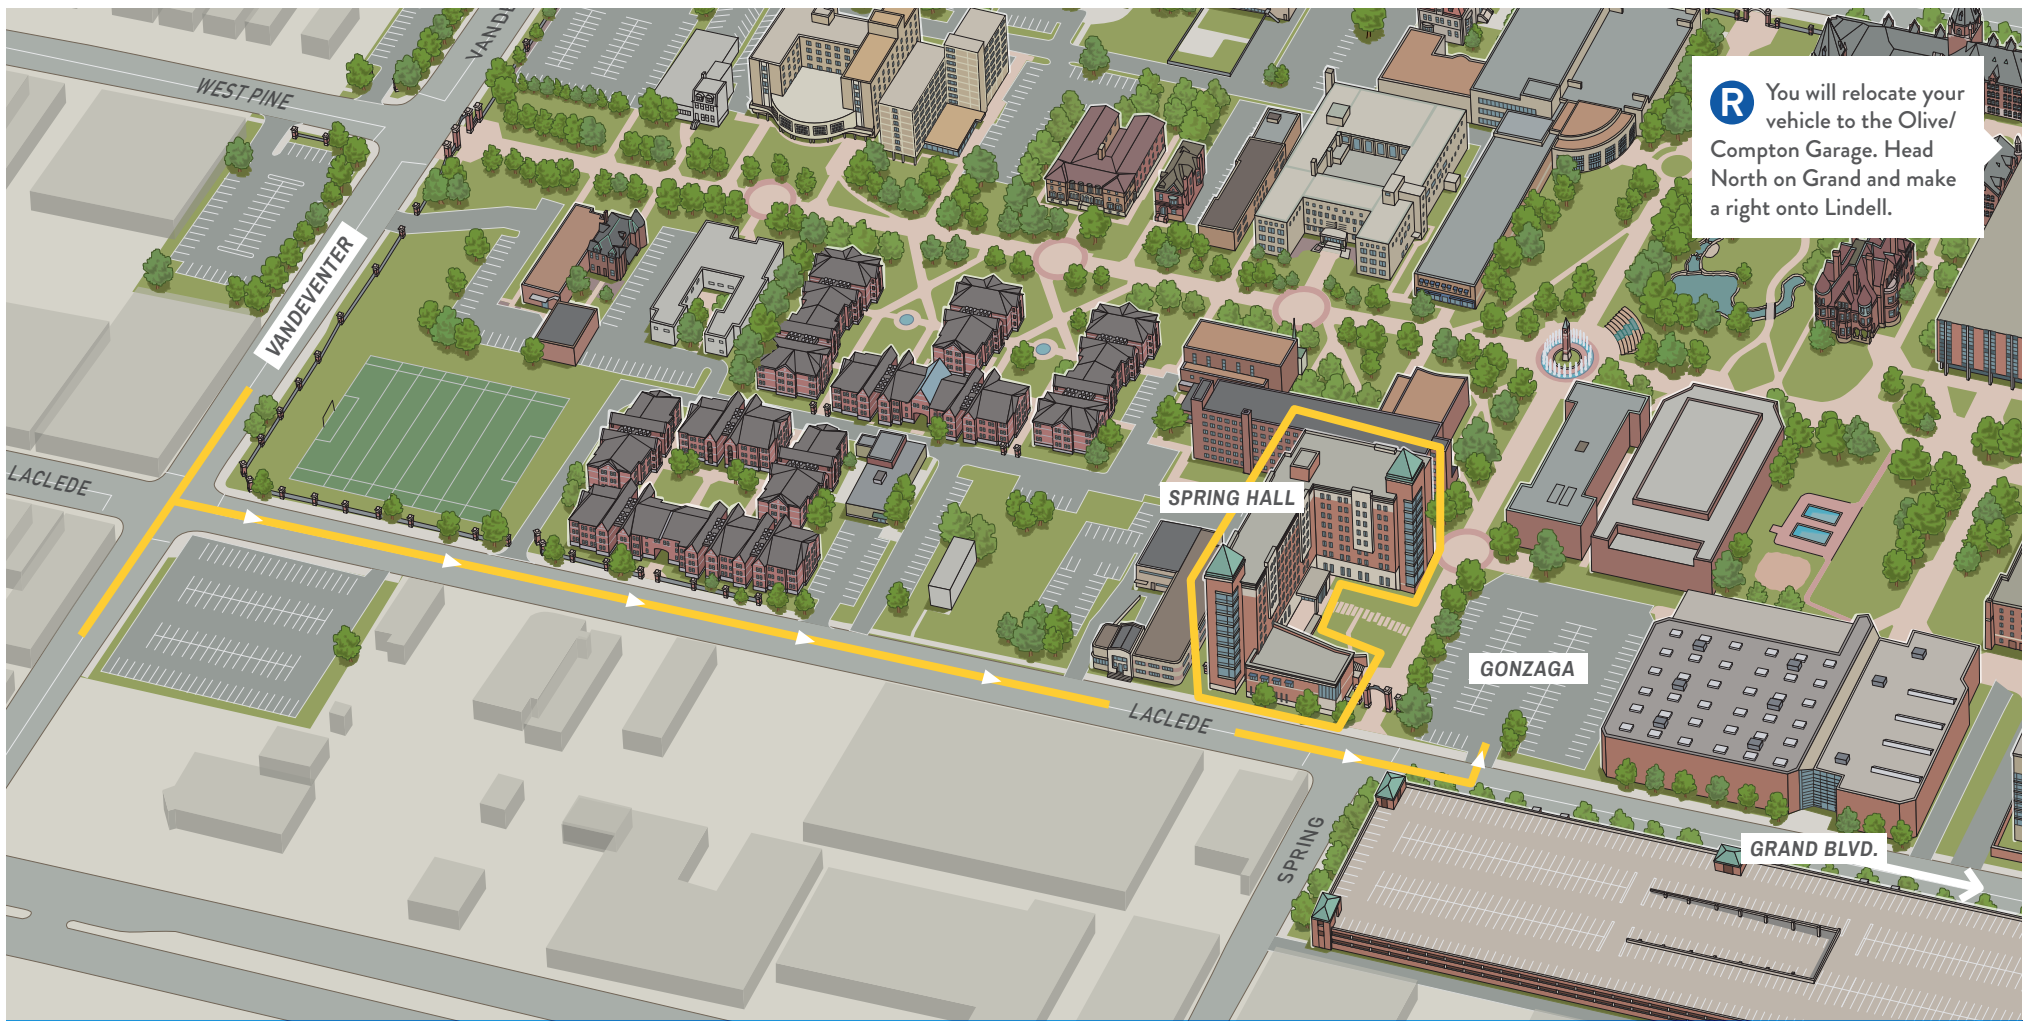 VANDE
WEST PINE
R You will relocate your
vehicle to the Olive/
Compton Garage. Head
North on Grand and make
a right onto Lindell.
VANDEVENTER
LACLEDE
SPRING HALL
GONZAGA
LACLEDE
SPRING
GRAND BLVD.